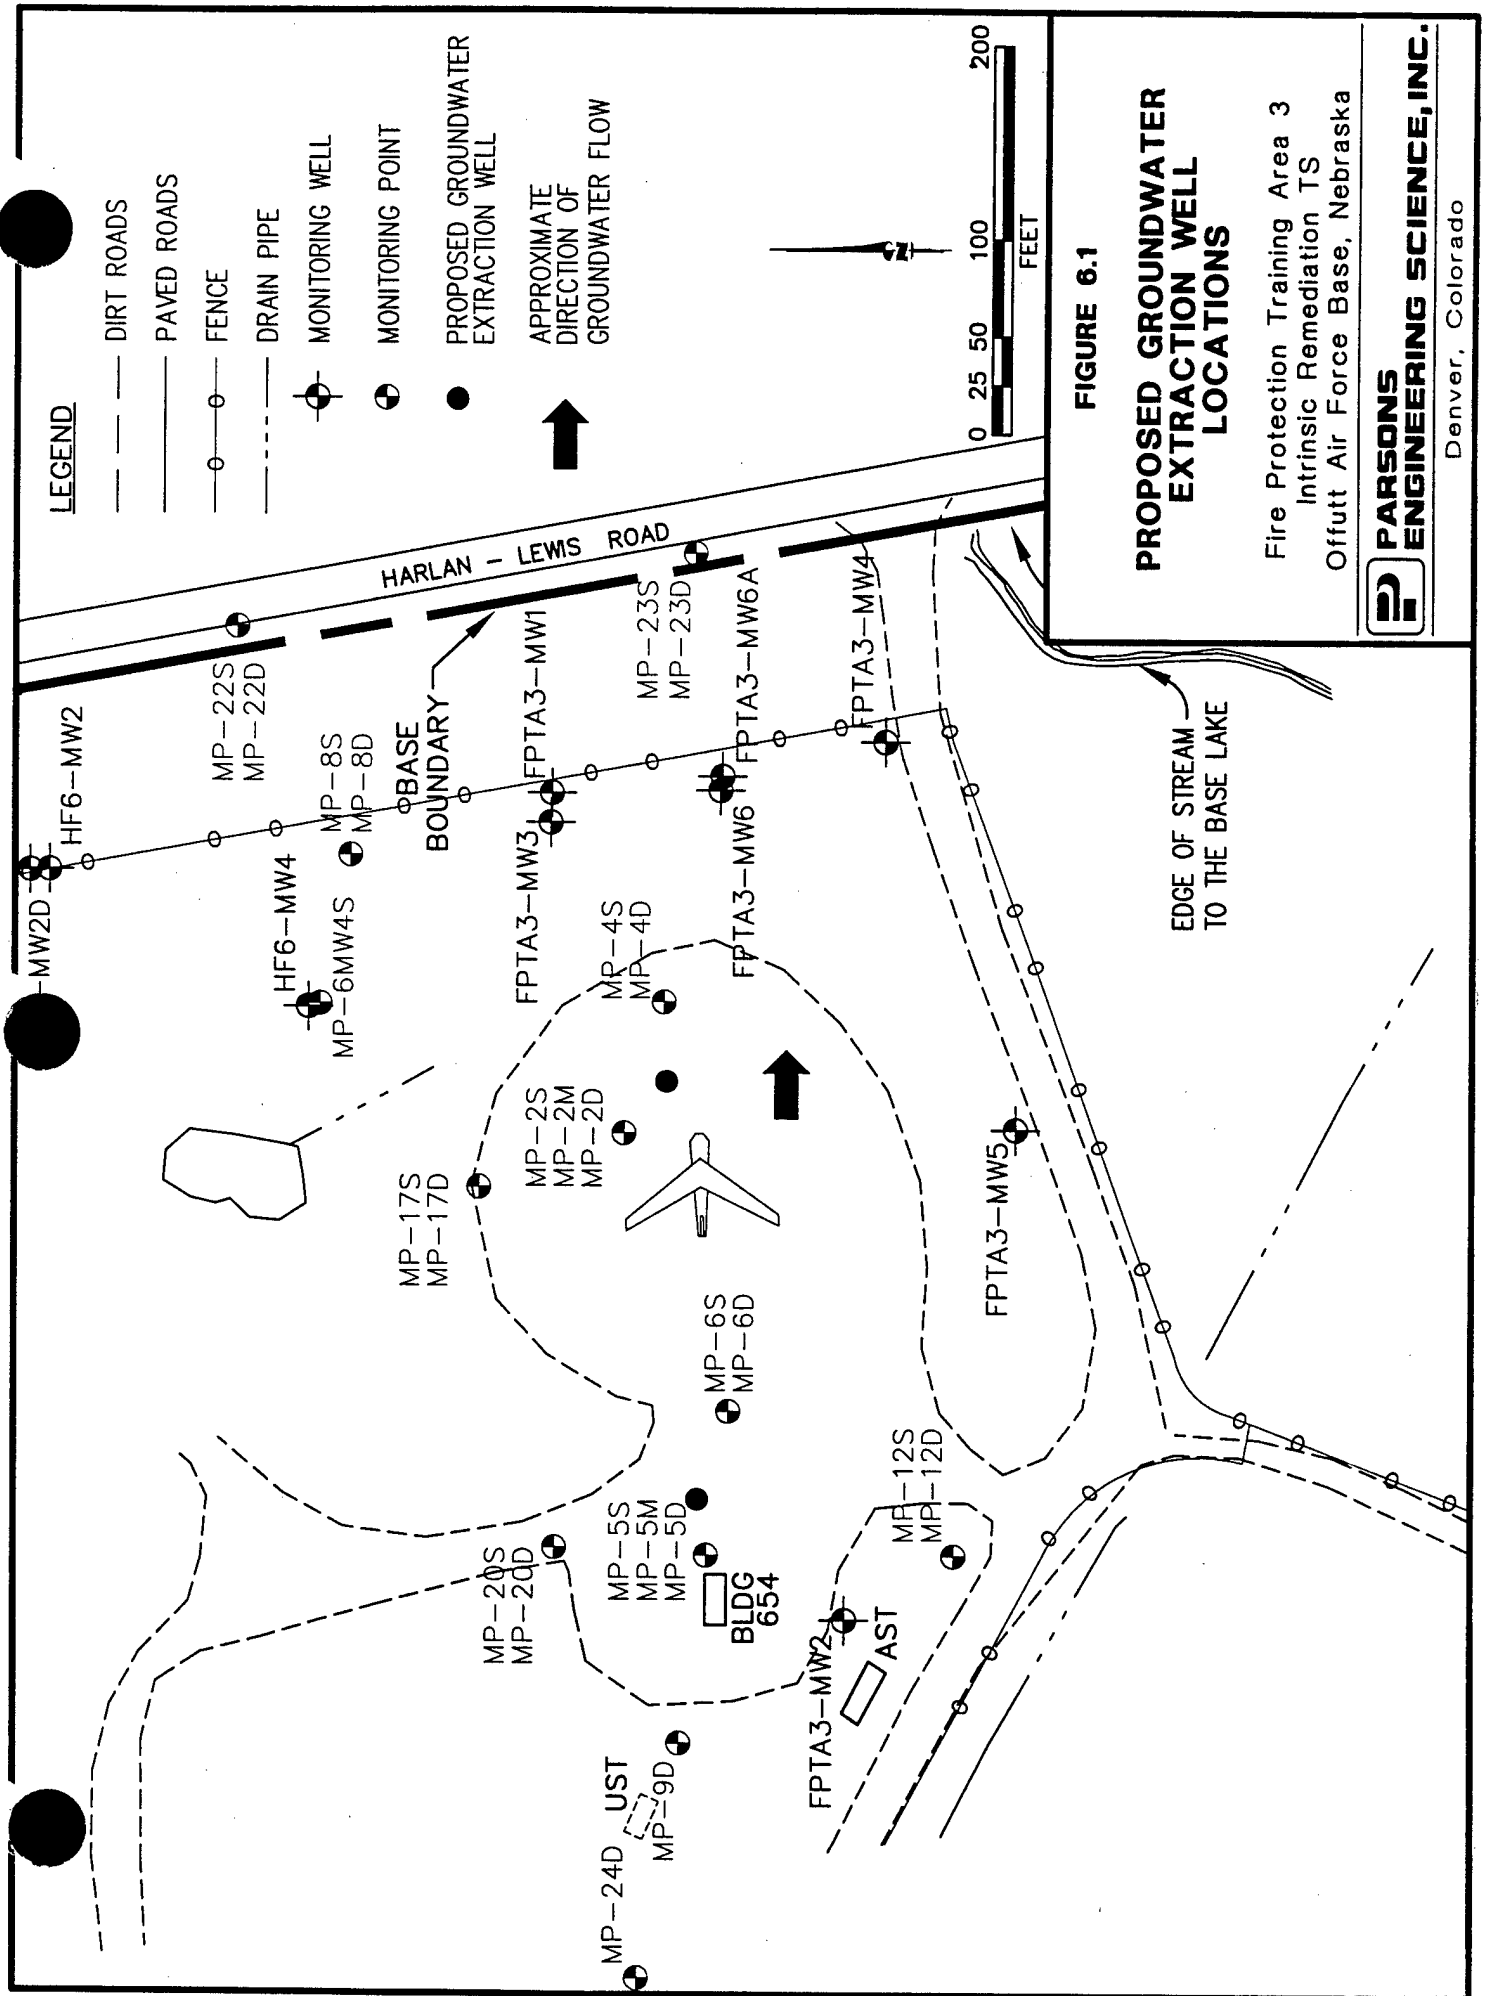 LEGEND
DIRT ROADS
PAVED ROADS
FENCE
DRAIN PIPE
MONITORING WELL
MONITORING POINT
PROPOSED GROUNDWATER
EXTRACTION WELL
APPROXIMATE
DIRECTION OF
GROUNDWATER FLOW
-MW2D
HF6-MW2
MP-22S
MP-22D
HARLAN - LEWIS ROAD
HF6-MW4
MP-6MW4S
MP-8S
MP-8D
BASE
BOUNDARY
FPTA3-MW3
FPTA3-MW1
MP-23S
MP-23D
MP-17S
MP-17D
MP-2S
MP-2M
MP-2D
MP-4S
MP-4D
FPTA3-MW6
FPTA3-MW6A
FPTA3-MW4
MP-20S
MP-20D
MP-24D
UST
MP-9D
MP-5S
MP-5M
MP-5D
BLDG
654
MP-6S
MP-6D
FPTA3-MW2
AST
MP-12S
MP-12D
FPTA3-MW5
EDGE OF STREAM
TO THE BASE LAKE
N
0 25 50 100 200
FEET
FIGURE 6.1
PROPOSED GROUNDWATER
EXTRACTION WELL
LOCATIONS
Fire Protection Training Area 3
Intrinsic Remediation TS
Offutt Air Force Base, Nebraska
PARSONS
ENGINEERING SCIENCE, INC.
Denver, Colorado